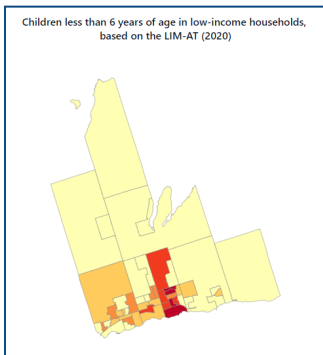 Children less than 6 years of age in low-income households,
based on the LIM-AT (2020)